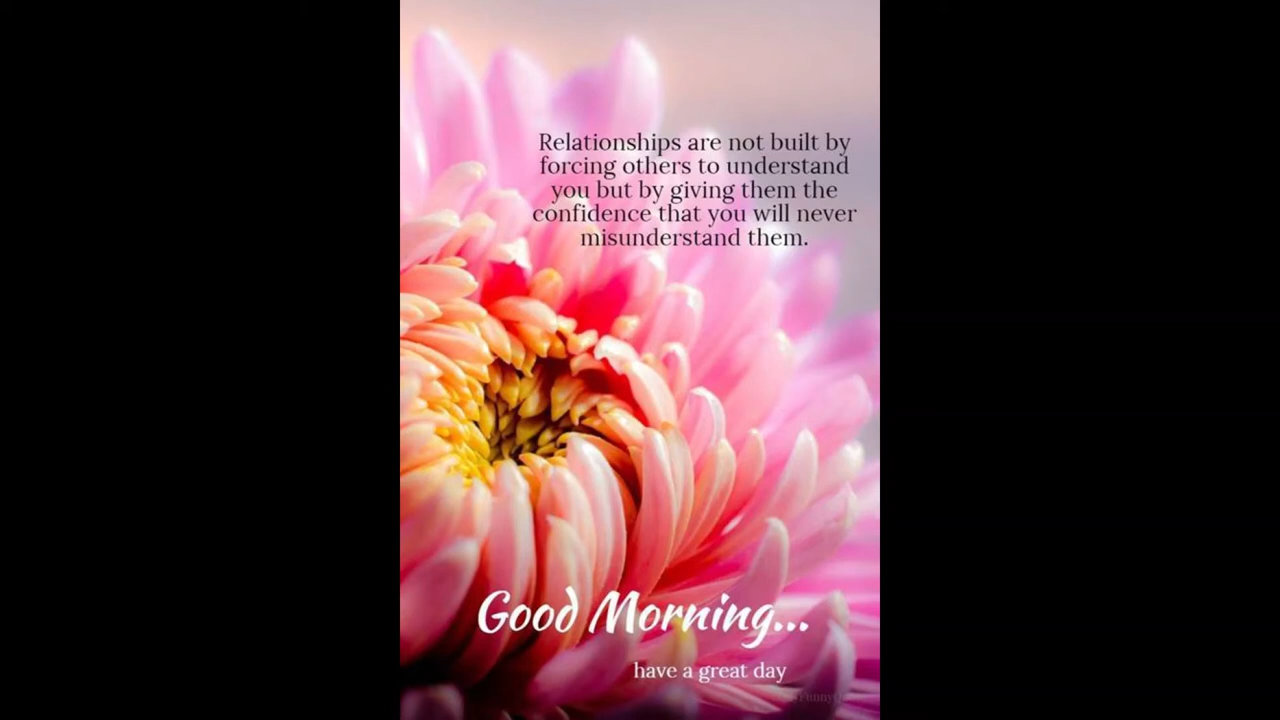 Relationships are not built by
forcing others to understand
you but by giving them the
confidence that you will never
misunderstand them.
Good Morning...
have a great day